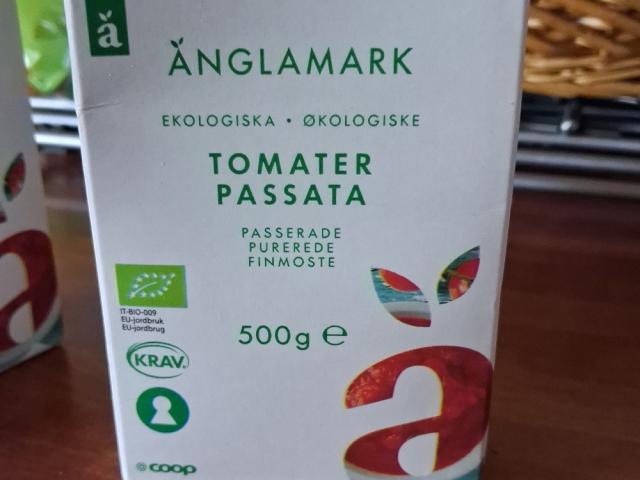 ä
ÄNGLAMARK
EKOLOGISKA • ØKOLOGISKE
TOMATER
PASSATA
PASSERADE
PUREREDE
FINMOSTE
IT-BIO-009
EU-jordbruk
EU-jordbrug
500g ℮
KRAV.
ä
coop